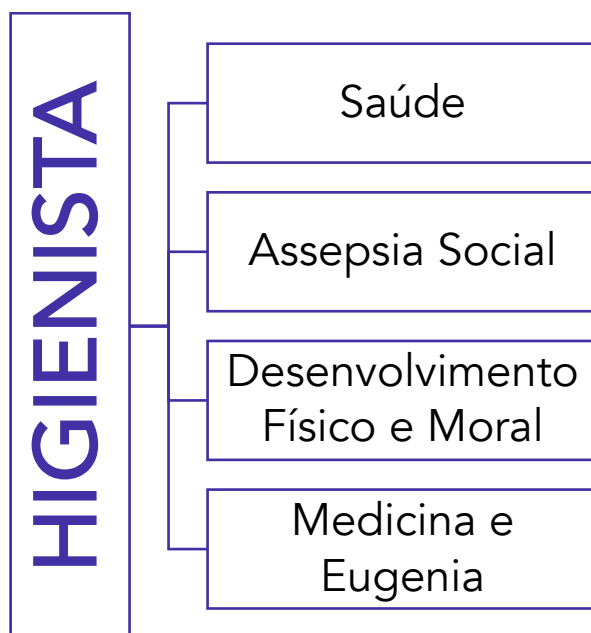 HIGIENISTA
Saúde
Assepsia Social
Desenvolvimento
Físico e Moral
Medicina e
Eugenia